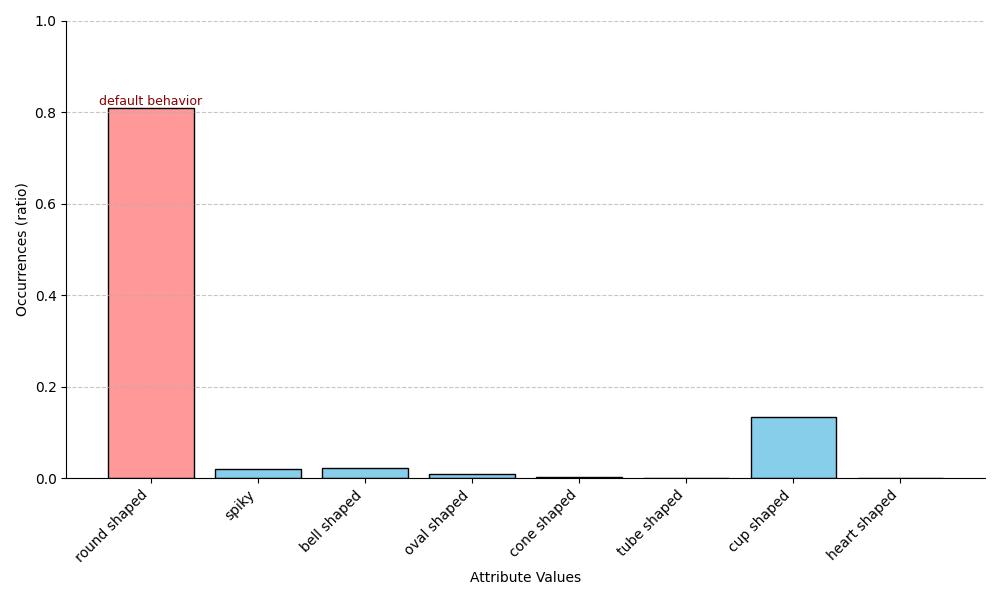 1.0
default behavior
0.8
0.6
0.4
0.2
0.0
Occurrences (ratio)
round shaped
spiky
bell shaped
oval shaped
cone shaped
tube shaped
cup shaped
heart shaped
Attribute Values